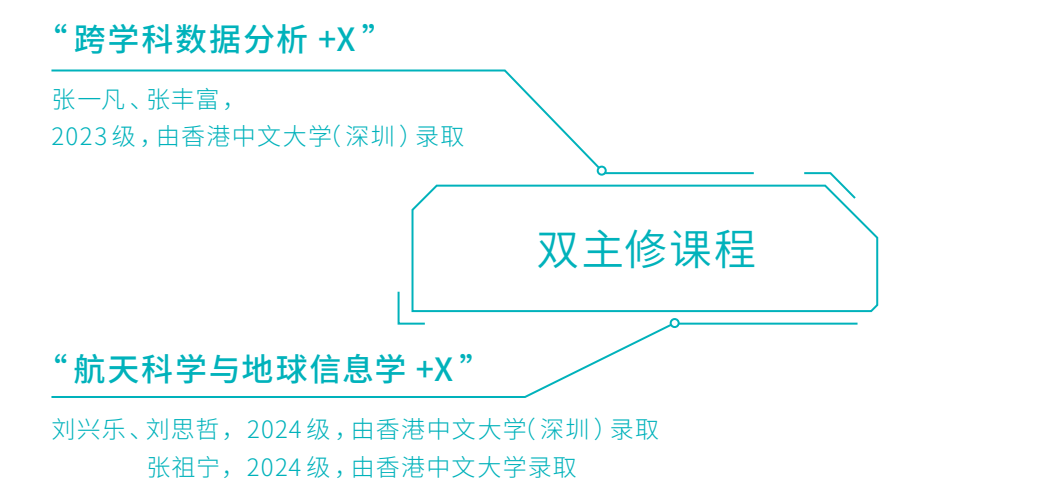 “跨学科数据分析 +X”
张一凡、张丰富，
2023 级，由香港中文大学（深圳）录取
双主修课程
“航天科学与地球信息学 +X”
刘兴乐、刘思哲，2024 级，由香港中文大学（深圳）录取
张祖宁，2024 级，由香港中文大学录取